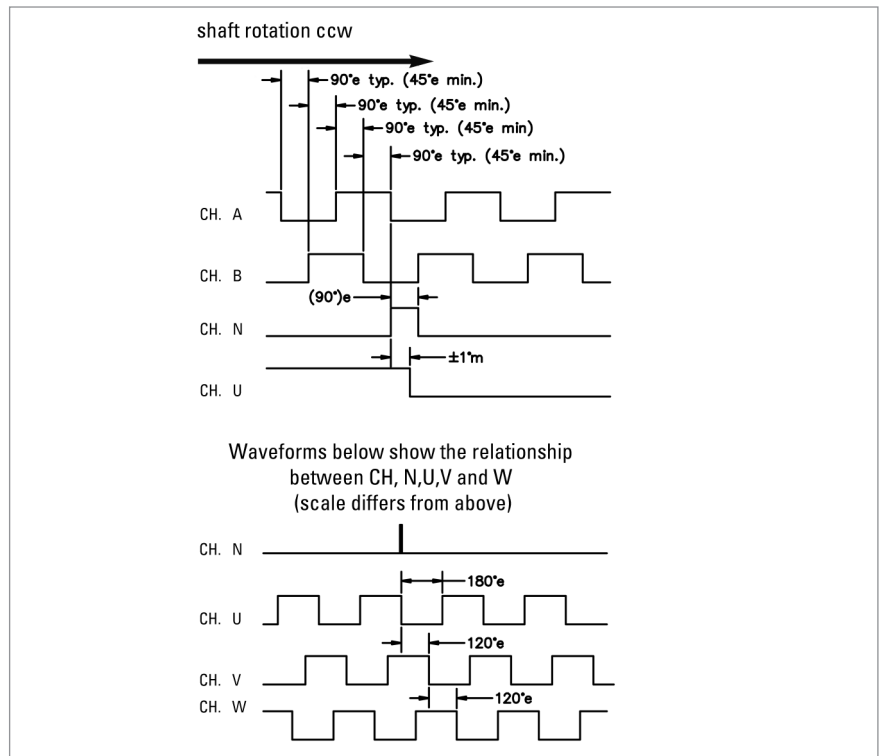 shaft rotation ccw
90°e typ. (45°e min.)
90°e typ. (45°e min.)
90°e typ. (45°e min)
90°e typ. (45°e min.)
CH. A
CH. B
(90°)e
CH. N
±1°m
CH. U
Waveforms below show the relationship
between CH, N,U,V and W
(scale differs from above)
CH. N
180°e
CH. U
120°e
CH. V
120°e
CH. W